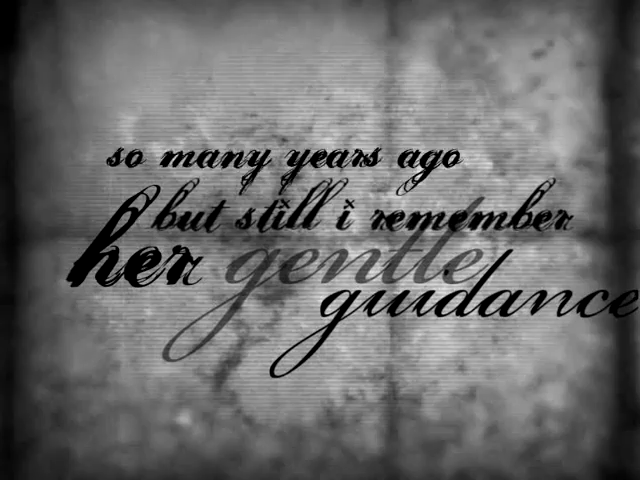 so many years ago
but still i remember
her gentle
guidance